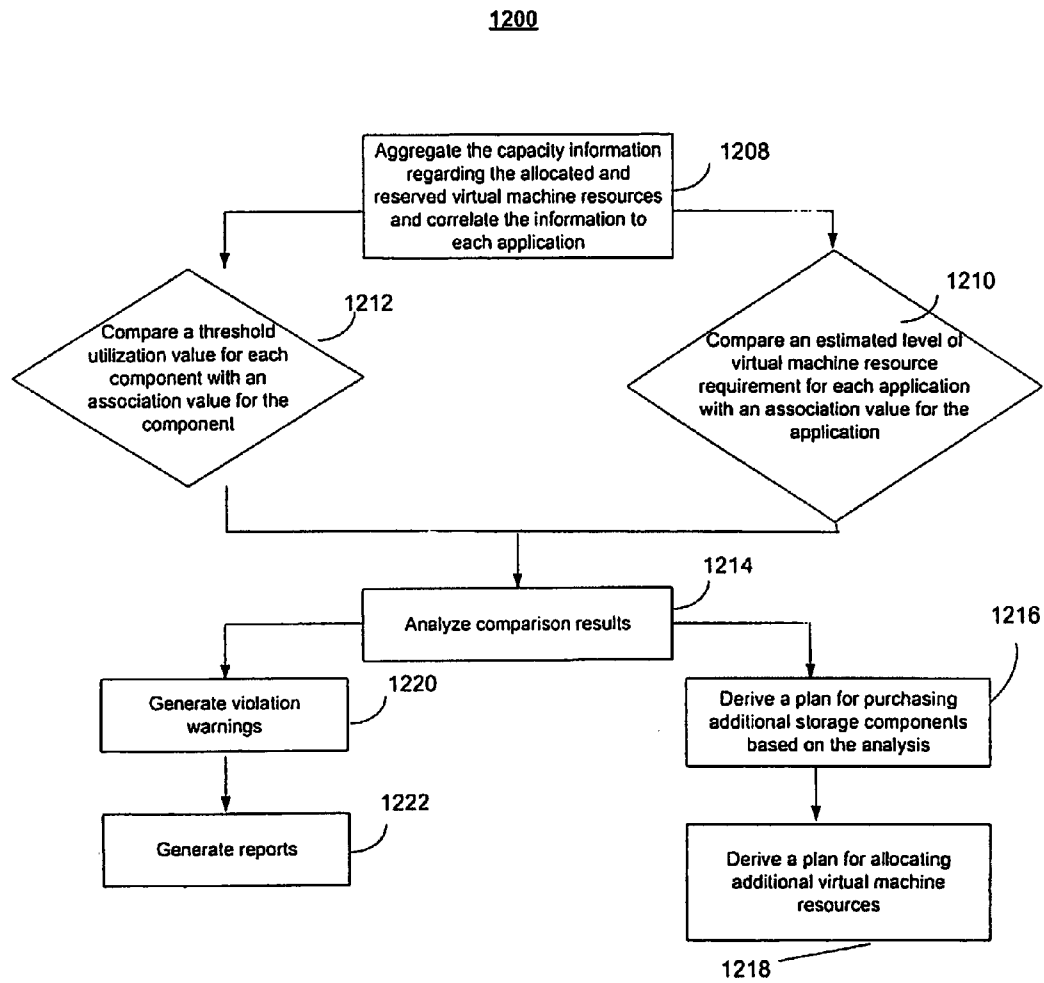 1200
Aggregate the capacity information
regarding the allocated and
reserved virtual machine resources
and correlate the information to
each application
1208
1212
Compare a threshold
utilization value for each
component with an
association value for the
component
1210
Compare an estimated level of
virtual machine resource
requirement for each application
with an association value for the
application
1214
Analyze comparison results
1220
Generate violation
warnings
1216
Derive a plan for purchasing
additional storage components
based on the analysis
1222
Generate reports
Derive a plan for allocating
additional virtual machine
resources
1218